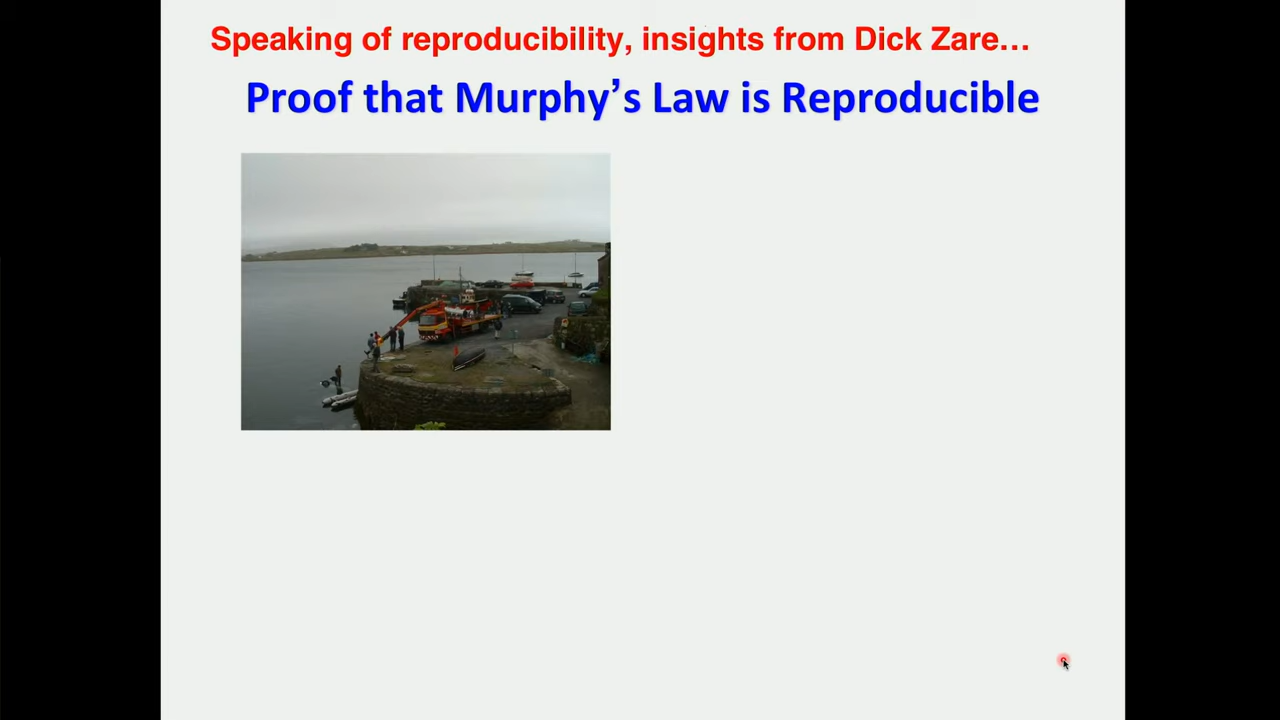 Speaking of reproducibility, insights from Dick Zare…
Proof that Murphy’s Law is Reproducible